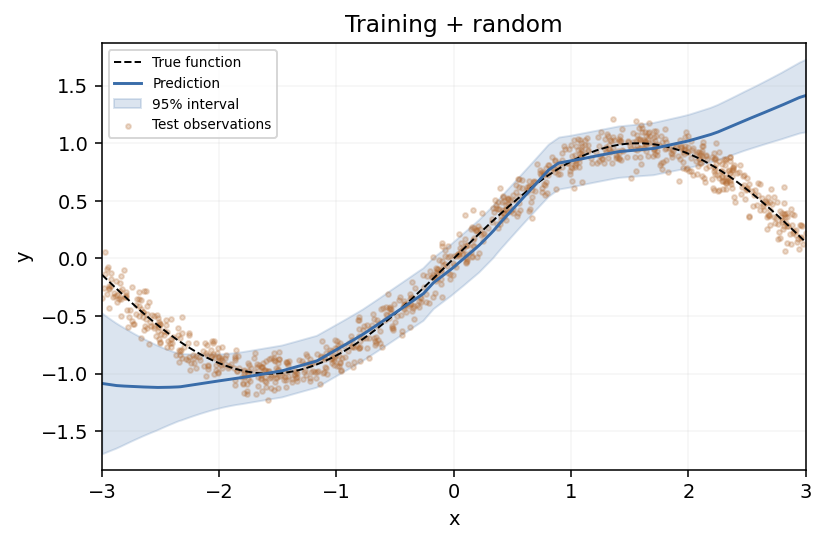 Training + random
True function
Prediction
95% interval
Test observations
1.5
1.0
0.5
0.0
−0.5
−1.0
−1.5
y
−3
−2
−1
0
1
2
3
x